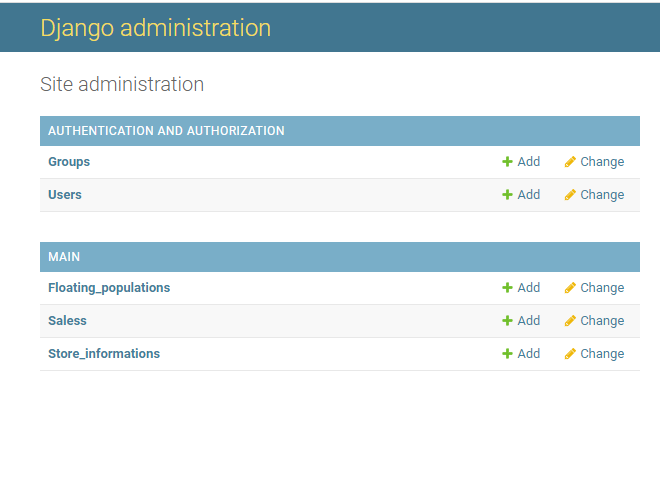 Django administration
Site administration
AUTHENTICATION AND AUTHORIZATION
Groups Add Change
Users Add Change
MAIN
Floating_populations Add Change
Saless Add Change
Store_informations Add Change